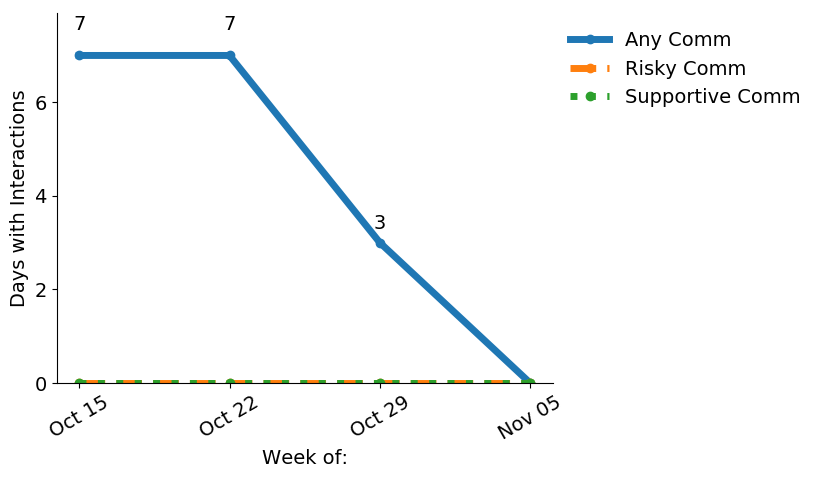 7
7
Any Comm
Risky Comm
Supportive Comm
6
Days with Interactions
4
3
2
0
Oct 15
Oct 22
Oct 29
Nov 05
Week of: